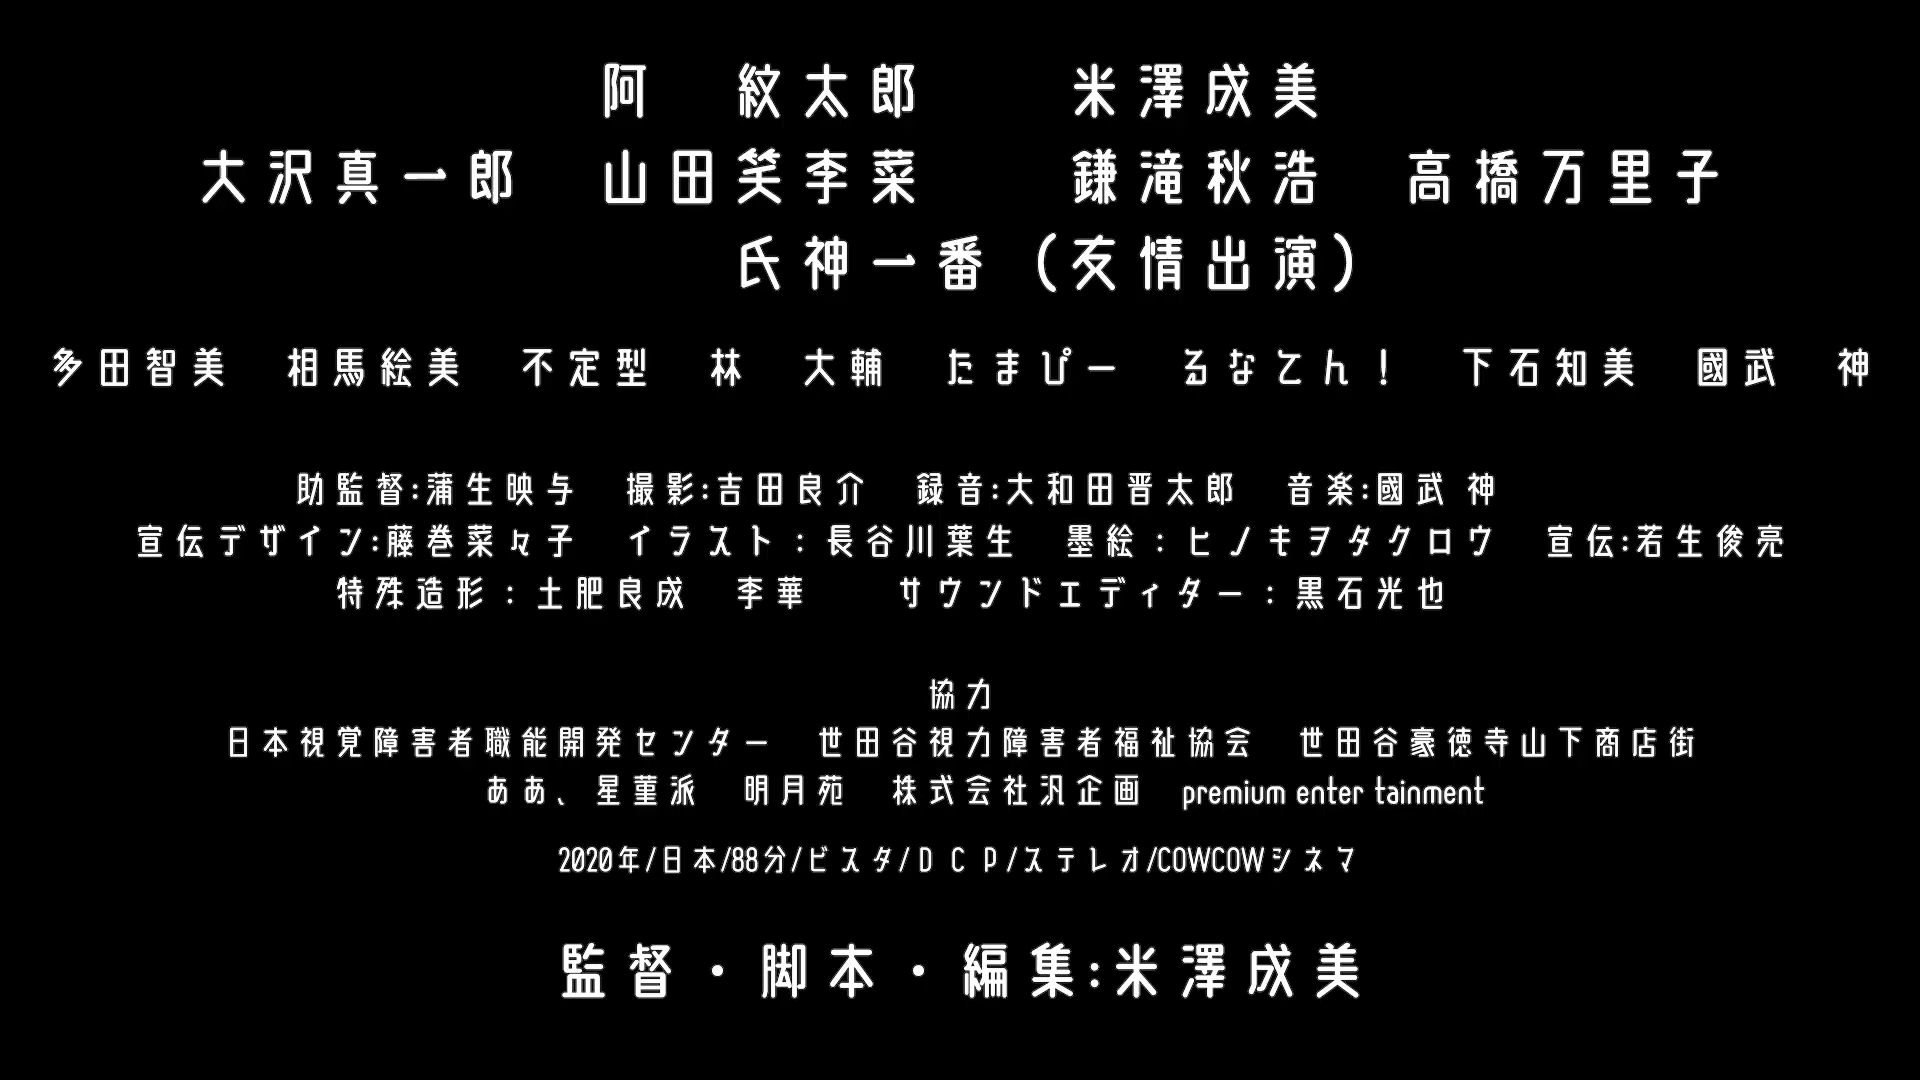 阿　紋太郎　　米澤成美
大沢真一郎　山田笑李菜　　鎌滝秋浩　高橋万里子
氏神一番（友情出演）
多田智美　相馬絵美　不定型　林　大輔　たまぴー　るなてん！　下石知美　國武　神
助監督:蒲生映与　撮影:吉田良介　録音:大和田晋太郎　音楽:國武 神
宣伝デザイン:藤巻菜々子　イラスト：長谷川葉生　墨絵：ヒノキヲタクロウ　宣伝:若生俊亮
特殊造形：土肥良成　李華　　サウンドエディター：黒石光也
協力
日本視覚障害者職能開発センター　世田谷視力障害者福祉協会　世田谷豪徳寺山下商店街
ああ、星菫派　明月苑　株式会社汎企画　premium enter tainment
2020年/日本/88分/ビスタ/ＤＣＰ/ステレオ/COWCOWシネマ
監督・脚本・編集:米澤成美